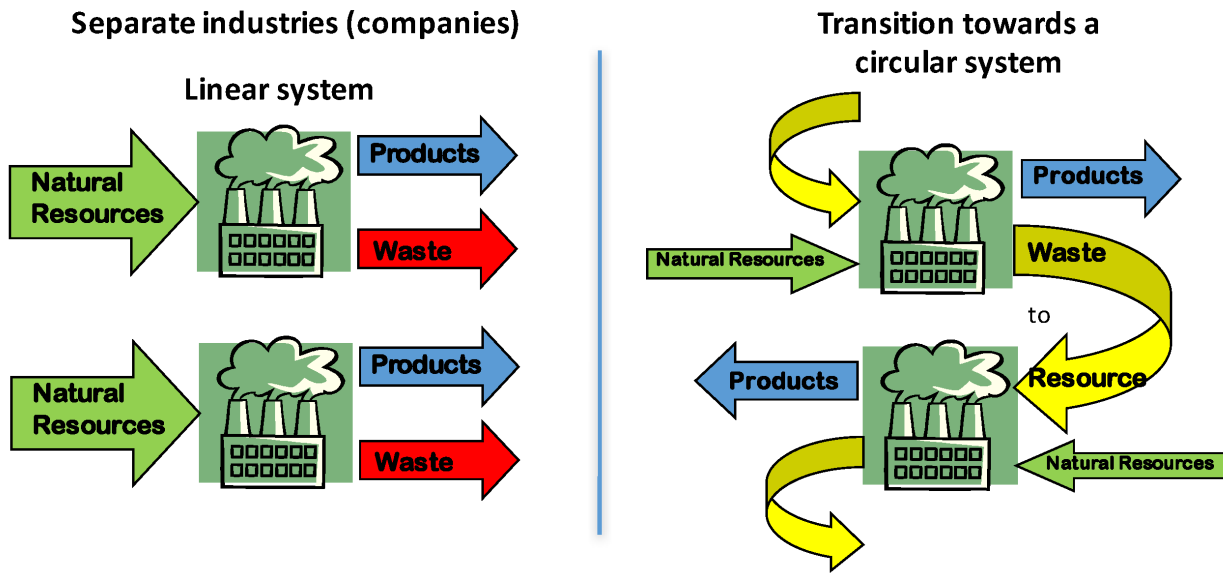 Separate industries (companies)
Linear system
Natural
Resources
Products
Waste
Natural
Resources
Products
Waste
Transition towards a
circular system
Products
Natural Resources
Waste
to
Resource
Products
Natural Resources